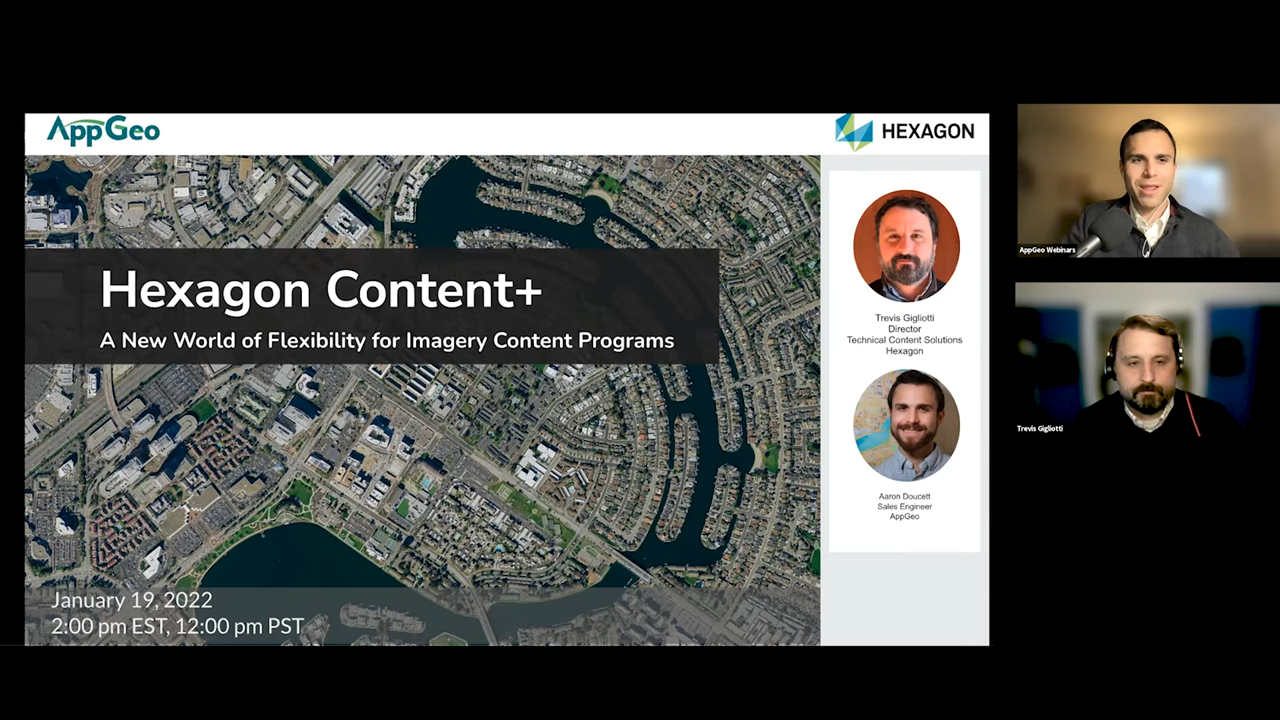 AppGeo
HEXAGON
Hexagon Content+
A New World of Flexibility for Imagery Content Programs
January 19, 2022
2:00 pm EST, 12:00 pm PST
Trevis Gigliotti
Director
Technical Content Solutions
Hexagon
Aaron Doucett
Sales Engineer
AppGeo
AppGeo Webinars
Trevis Gigliotti